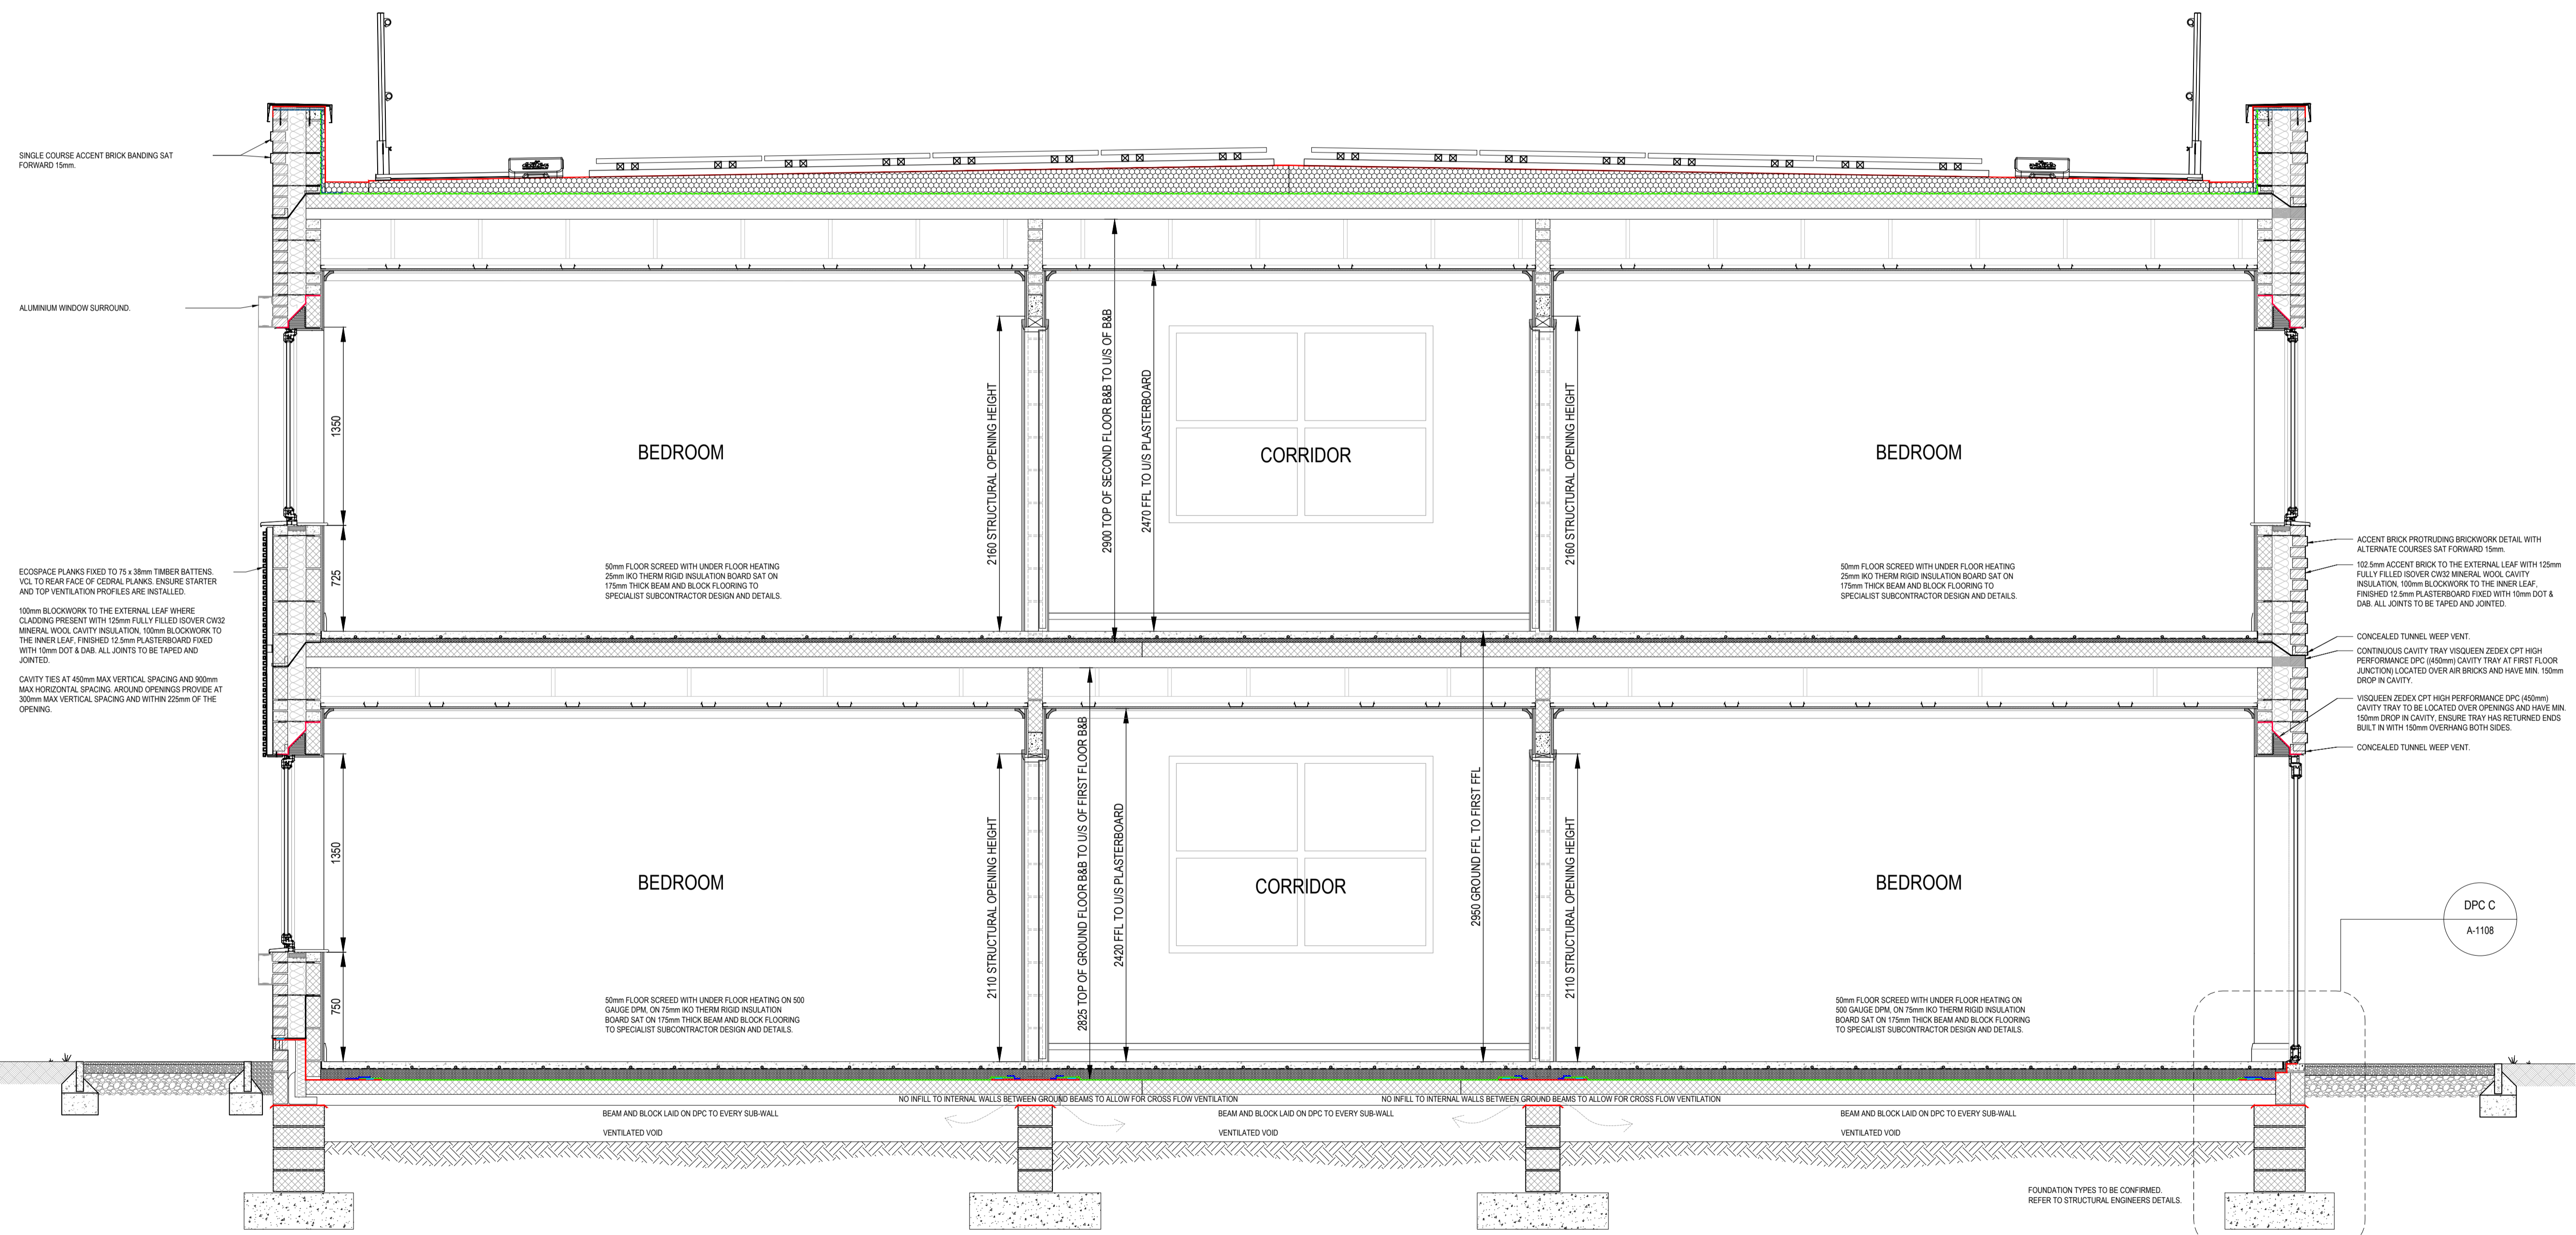 SINGLE COURSE ACCENT BRICK BANDING SAT
FORWARD 15mm.
ALUMINIUM WINDOW SURROUND.
1350
BEDROOM
2160 STRUCTURAL OPENING HEIGHT
2900 TOP OF SECOND FLOOR B&B TO U/S OF B&B
2470 FFL TO U/S PLASTERBOARD
CORRIDOR
2160 STRUCTURAL OPENING HEIGHT
BEDROOM
725
50mm FLOOR SCREED WITH UNDER FLOOR HEATING
25mm IKO THERM RIGID INSULATION BOARD SAT ON
175mm THICK BEAM AND BLOCK FLOORING TO
SPECIALIST SUBCONTRACTOR DESIGN AND DETAILS.
50mm FLOOR SCREED WITH UNDER FLOOR HEATING
25mm IKO THERM RIGID INSULATION BOARD SAT ON
175mm THICK BEAM AND BLOCK FLOORING TO
SPECIALIST SUBCONTRACTOR DESIGN AND DETAILS.
ECOSPACE PLANKS FIXED TO 75 x 38mm TIMBER BATTENS.
VCL TO REAR FACE OF CEDRAL PLANKS. ENSURE STARTER
AND TOP VENTILATION PROFILES ARE INSTALLED.
100mm BLOCKWORK TO THE EXTERNAL LEAF WHERE
CLADDING PRESENT WITH 125mm FULLY FILLED ISOVER CW32
MINERAL WOOL CAVITY INSULATION, 100mm BLOCKWORK TO
THE INNER LEAF, FINISHED 12.5mm PLASTERBOARD FIXED
WITH 10mm DOT & DAB. ALL JOINTS TO BE TAPED AND
JOINTED.
CAVITY TIES AT 450mm MAX VERTICAL SPACING AND 900mm
MAX HORIZONTAL SPACING. AROUND OPENINGS PROVIDE AT
300mm MAX VERTICAL SPACING AND WITHIN 225mm OF THE
OPENING.
ACCENT BRICK PROTRUDING BRICKWORK DETAIL WITH
ALTERNATE COURSES SAT FORWARD 15mm.
102.5mm ACCENT BRICK TO THE EXTERNAL LEAF WITH 125mm
FULLY FILLED ISOVER CW32 MINERAL WOOL CAVITY
INSULATION, 100mm BLOCKWORK TO THE INNER LEAF,
FINISHED 12.5mm PLASTERBOARD FIXED WITH 10mm DOT &
DAB. ALL JOINTS TO BE TAPED AND JOINTED.
CONCEALED TUNNEL WEEP VENT.
CONTINUOUS CAVITY TRAY VISQUEEN ZEDEX CPT HIGH
PERFORMANCE DPC ((450mm) CAVITY TRAY AT FIRST FLOOR
JUNCTION) LOCATED OVER AIR BRICKS AND HAVE MIN. 150mm
DROP IN CAVITY.
VISQUEEN ZEDEX CPT HIGH PERFORMANCE DPC (450mm)
CAVITY TRAY TO BE LOCATED OVER OPENINGS AND HAVE MIN.
150mm DROP IN CAVITY, ENSURE TRAY HAS RETURNED ENDS
BUILT IN WITH 150mm OVERHANG BOTH SIDES.
CONCEALED TUNNEL WEEP VENT.
1350
BEDROOM
2110 STRUCTURAL OPENING HEIGHT
2825 TOP OF GROUND FLOOR B&B TO U/S OF FIRST FLOOR B&B
2420 FFL TO U/S PLASTERBOARD
CORRIDOR
2950 GROUND FFL TO FIRST FFL
2110 STRUCTURAL OPENING HEIGHT
BEDROOM
DPC C
A-1108
750
50mm FLOOR SCREED WITH UNDER FLOOR HEATING ON 500
GAUGE DPM, ON 75mm IKO THERM RIGID INSULATION
BOARD SAT ON 175mm THICK BEAM AND BLOCK FLOORING
TO SPECIALIST SUBCONTRACTOR DESIGN AND DETAILS.
50mm FLOOR SCREED WITH UNDER FLOOR HEATING ON
500 GAUGE DPM, ON 75mm IKO THERM RIGID INSULATION
BOARD SAT ON 175mm THICK BEAM AND BLOCK FLOORING
TO SPECIALIST SUBCONTRACTOR DESIGN AND DETAILS.
NO INFILL TO INTERNAL WALLS BETWEEN GROUND BEAMS TO ALLOW FOR CROSS FLOW VENTILATION
NO INFILL TO INTERNAL WALLS BETWEEN GROUND BEAMS TO ALLOW FOR CROSS FLOW VENTILATION
BEAM AND BLOCK LAID ON DPC TO EVERY SUB-WALL
BEAM AND BLOCK LAID ON DPC TO EVERY SUB-WALL
BEAM AND BLOCK LAID ON DPC TO EVERY SUB-WALL
VENTILATED VOID
VENTILATED VOID
VENTILATED VOID
FOUNDATION TYPES TO BE CONFIRMED.
REFER TO STRUCTURAL ENGINEERS DETAILS.